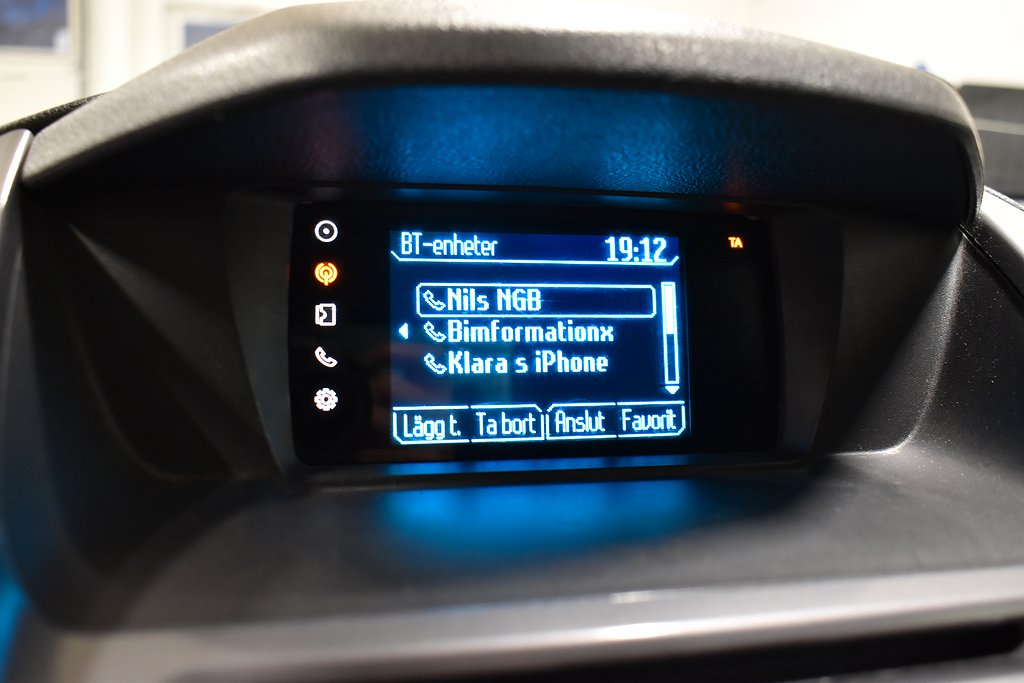 BT-enheter 19:12
TA
Nils NGB
Bimformationx
Klara s iPhone
Lägg t. Ta bort Anslut Favorit